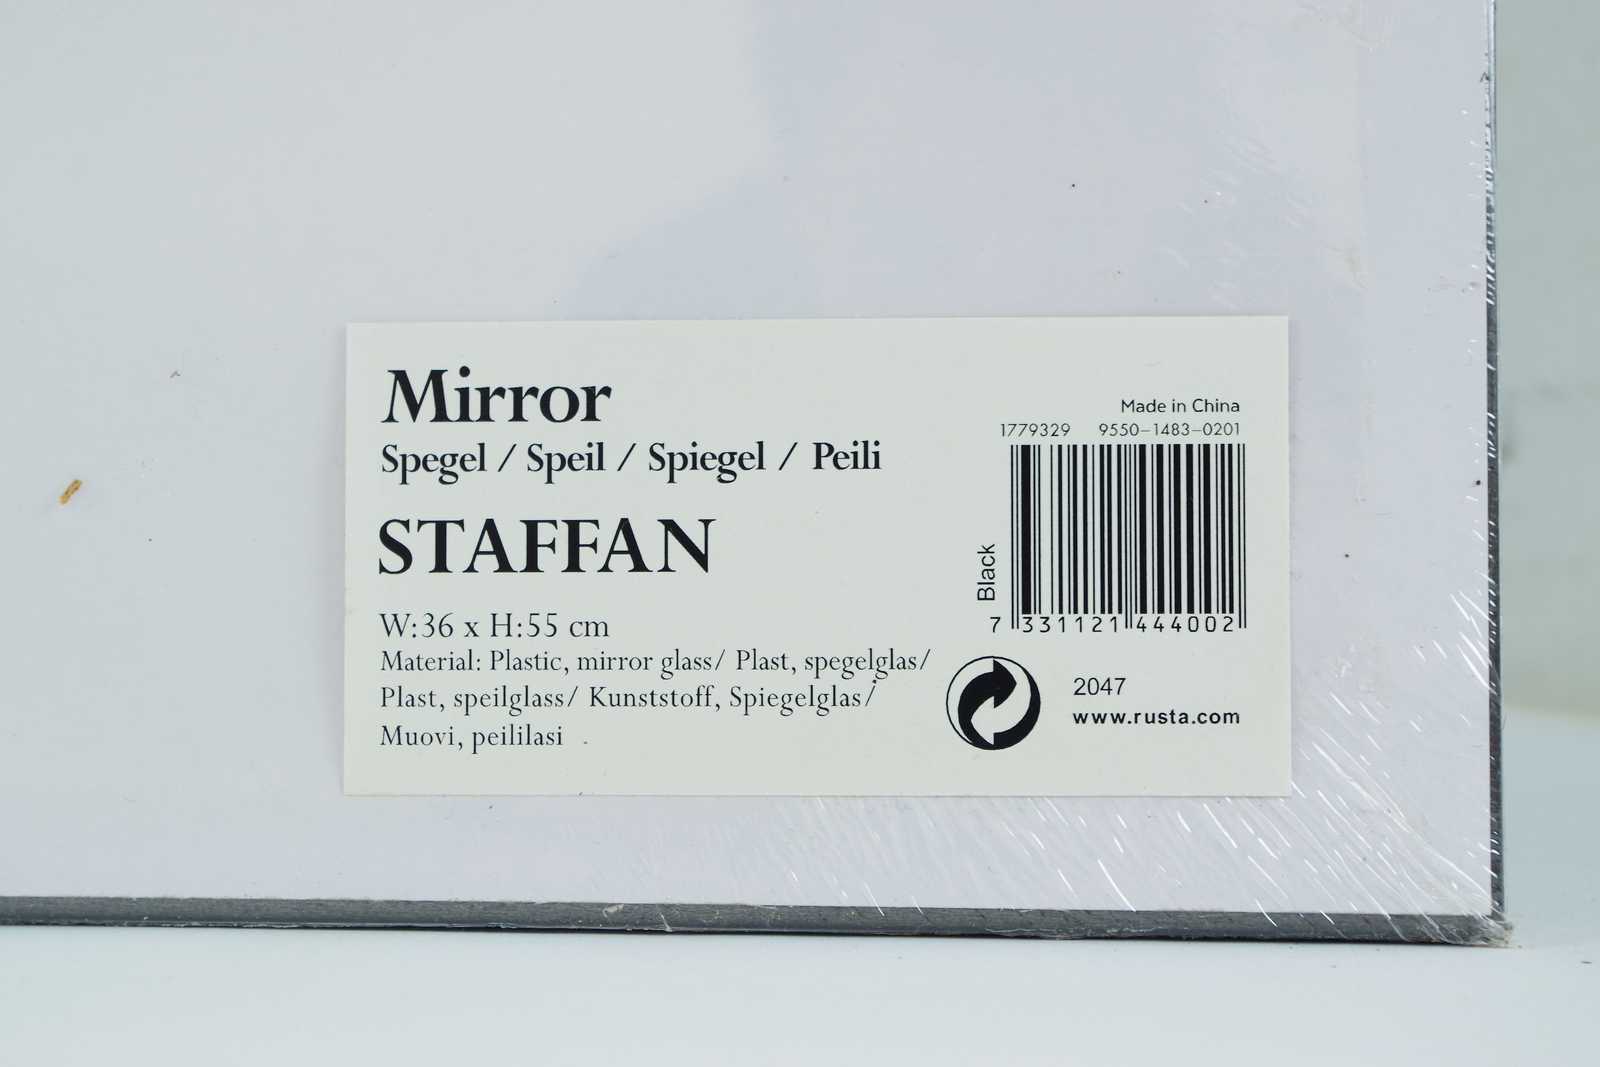 Mirror
Spegel / Speil / Spiegel / Peili
STAFFAN
W:36 x H:55 cm
Material: Plastic, mirror glass/ Plast, spegelglas/
Plast, speilglass/ Kunststoff, Spiegelglas/
Muovi, peililasi
Made in China
1779329 9550-1483-0201
Black
7 331121 444002
2047
www.rusta.com